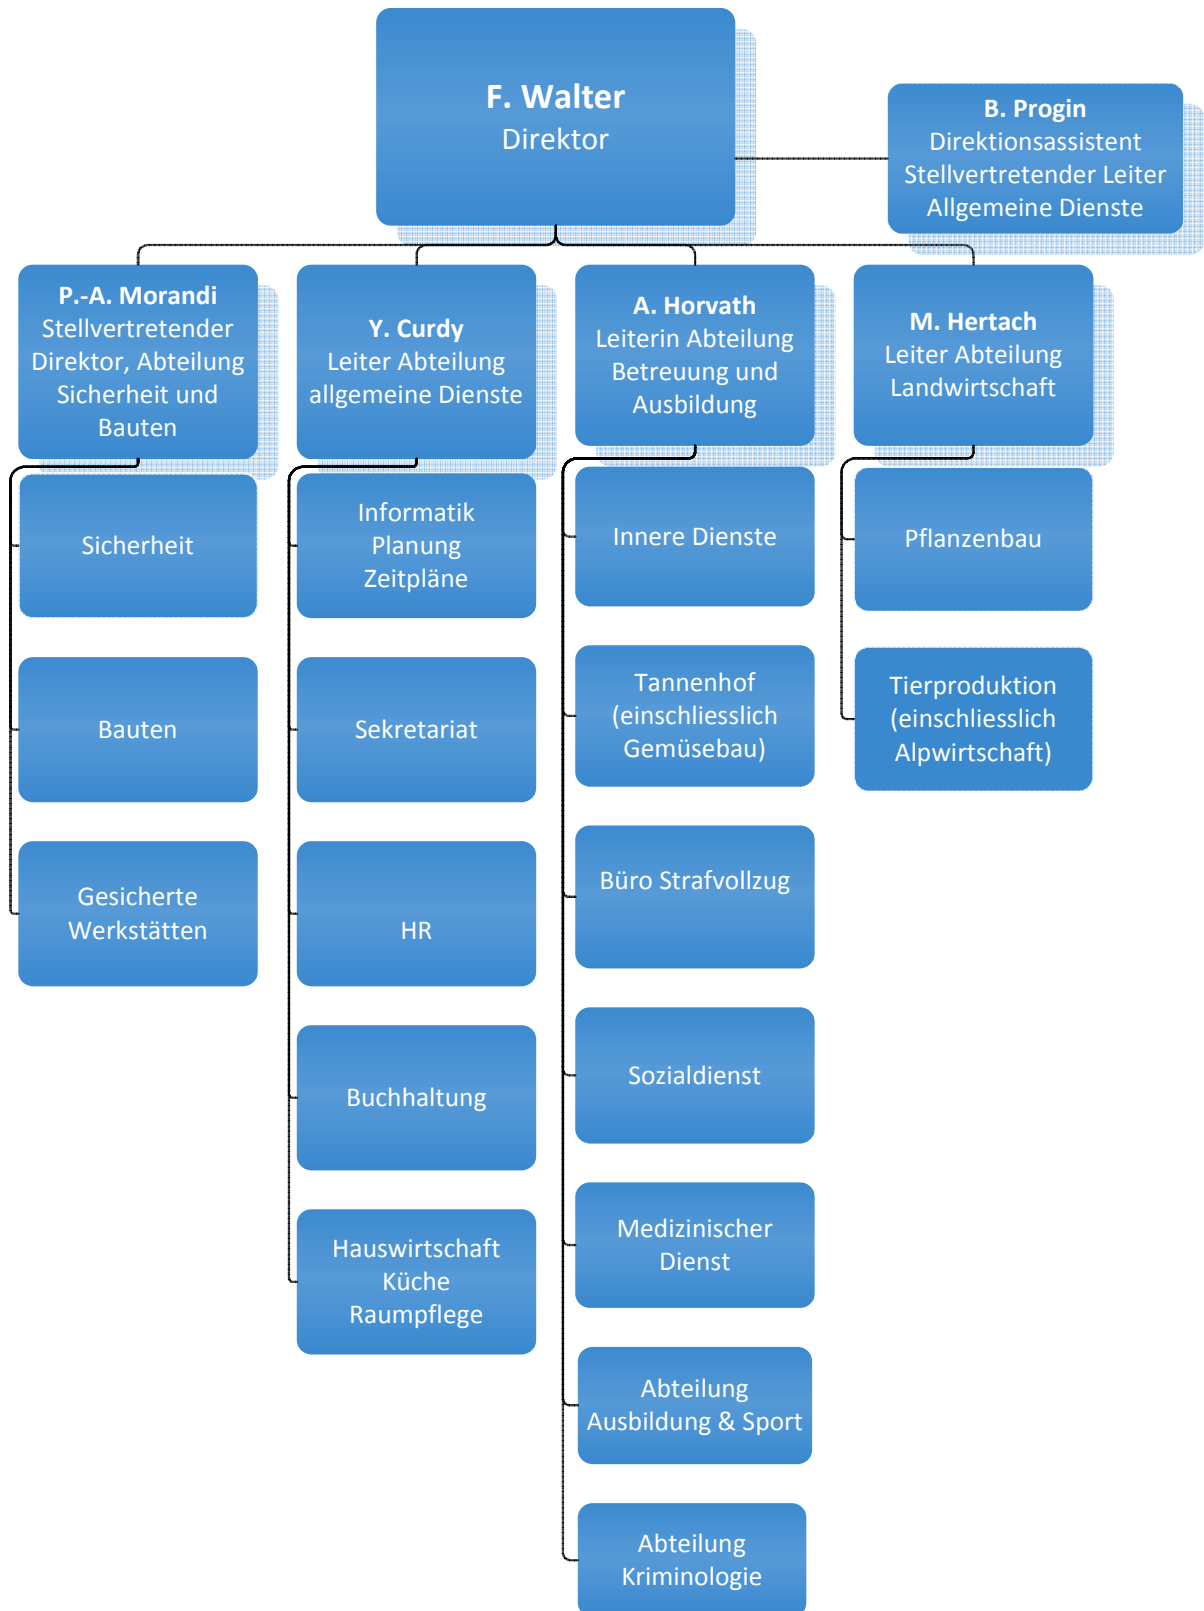 F. Walter
Direktor
B. Progin
Direktionsassistent
Stellvertretender Leiter
Allgemeine Dienste
P.-A. Morandi
Stellvertretender
Direktor, Abteilung
Sicherheit und
Bauten
Sicherheit
Bauten
Gesicherte
Werkstätten
Y. Curdy
Leiter Abteilung
allgemeine Dienste
Informatik
Planung
Zeitpläne
Sekretariat
HR
Buchhaltung
Hauswirtschaft
Küche
Raumpflege
A. Horvath
Leiterin Abteilung
Betreuung und
Ausbildung
Innere Dienste
Tannenhof
(einschliesslich
Gemüsebau)
Büro Strafvollzug
Sozialdienst
Medizinischer
Dienst
Abteilung
Ausbildung & Sport
Abteilung
Kriminologie
M. Hertach
Leiter Abteilung
Landwirtschaft
Pflanzenbau
Tierproduktion
(einschliesslich
Alpwirtschaft)